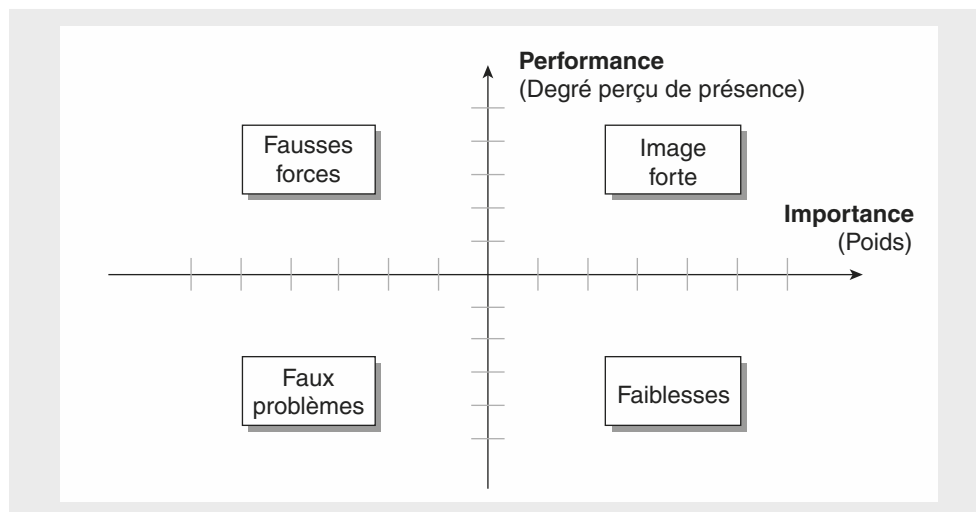 Performance
(Degré perçu de présence)
Fausses
forces
Image
forte
Importance
(Poids)
Faux
problèmes
Faiblesses